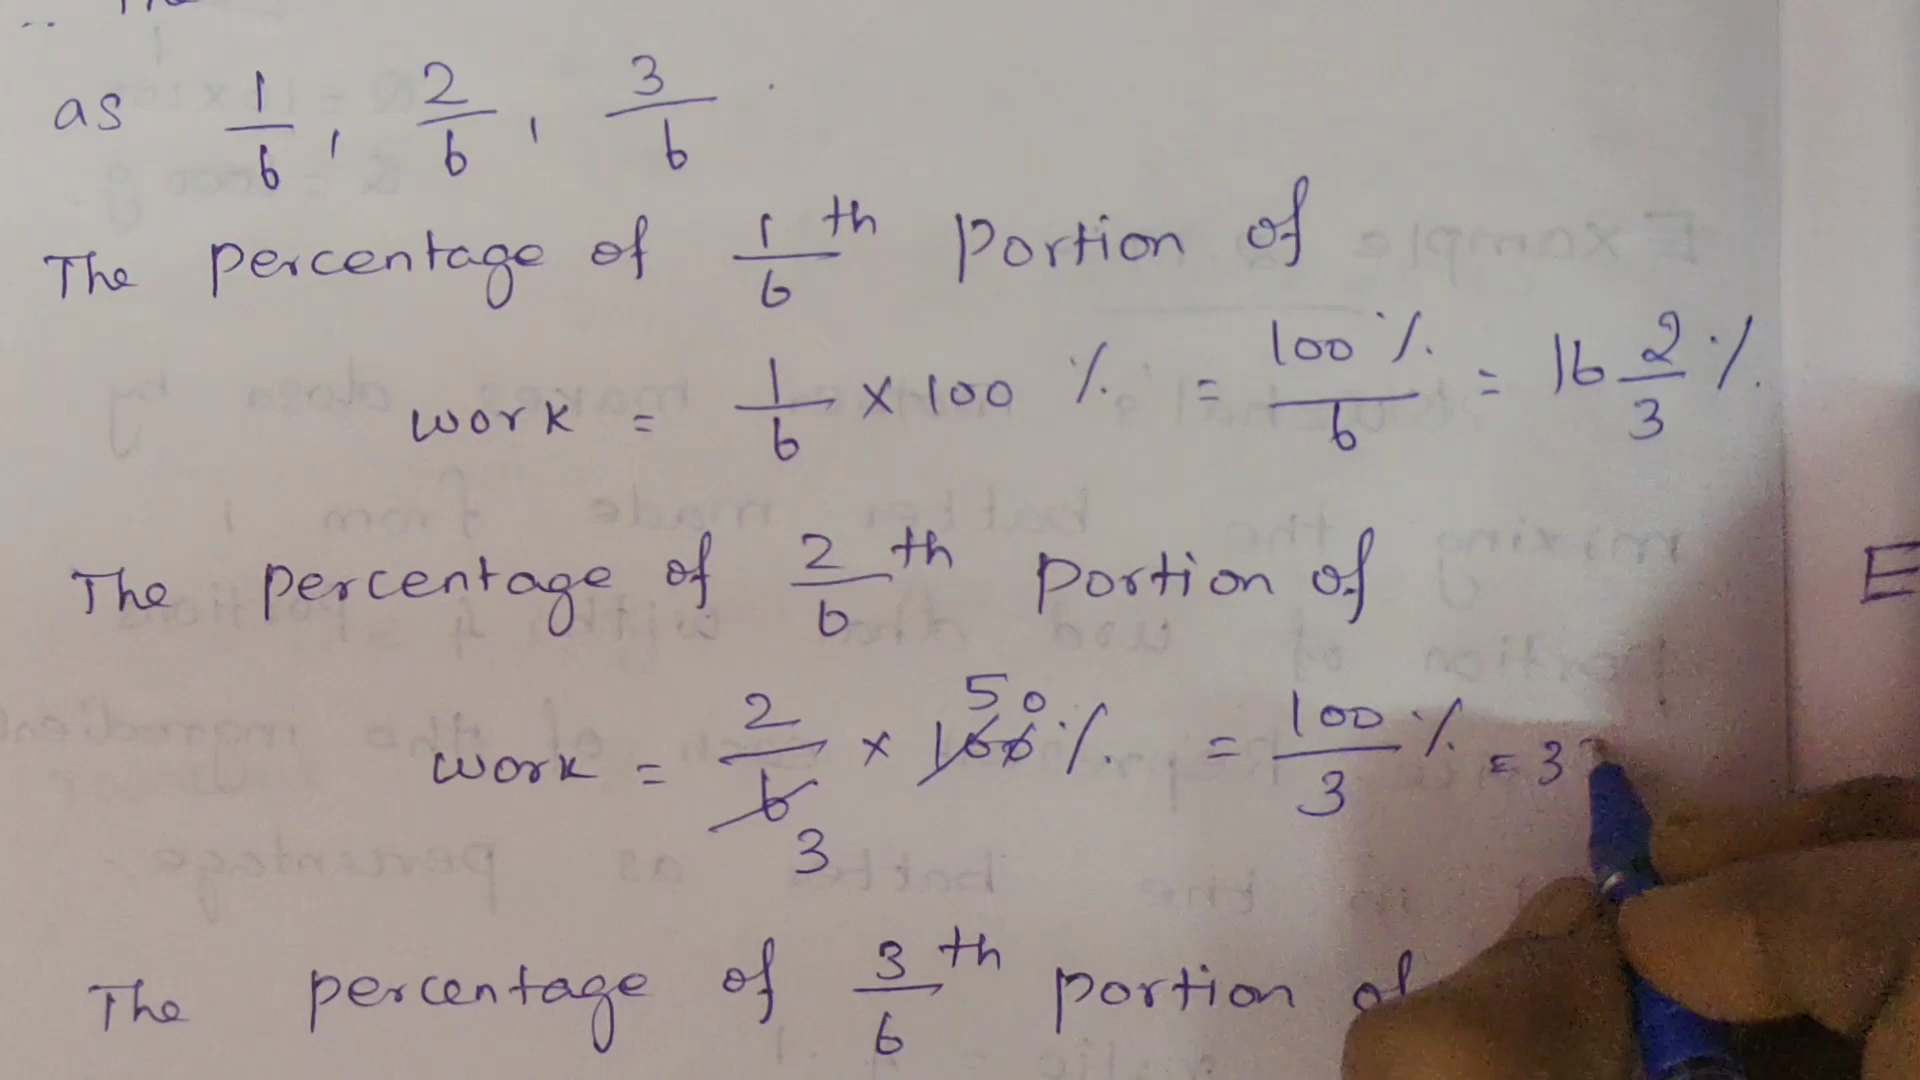 as 1/6, 2/6, 3/6.
The percentage of 1/6 th portion of
work = 1/6 × 100 % = 100 %/6 = 16 2/3 %.
The percentage of 2/6 th portion of
E
work = 2/6 × 100 % = 100/3 % = 3
50
3
The percentage of 3/6 th portion of